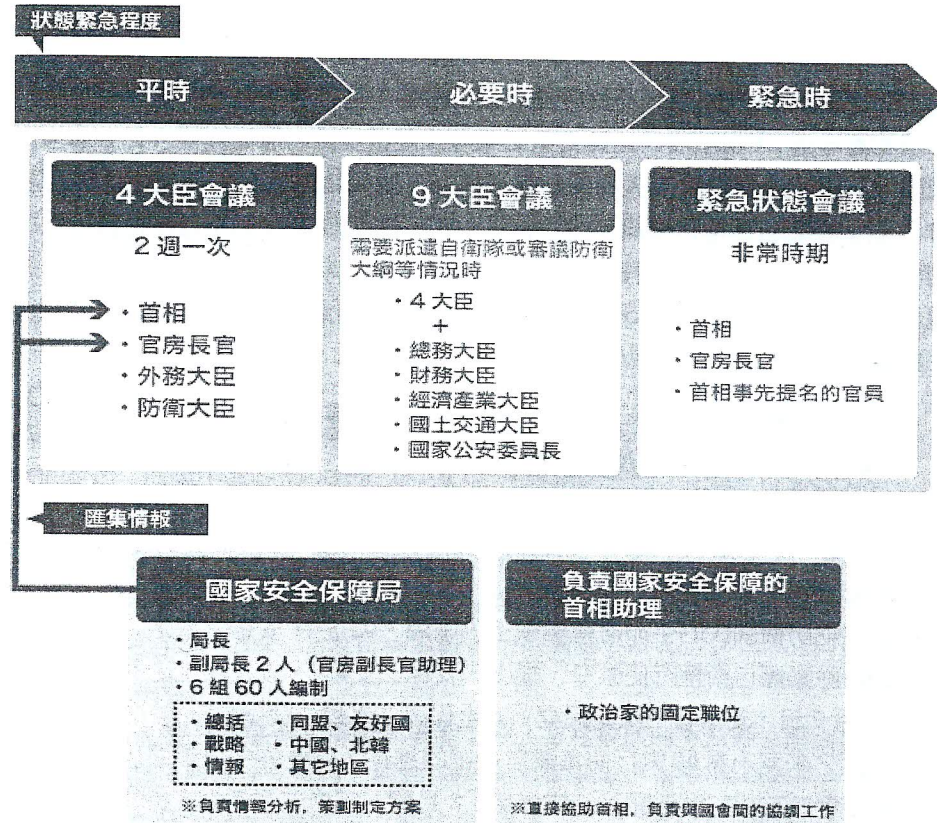 狀態緊急程度
平時
必要時
緊急時
4 大臣會議
2 週一次
・首相
・官房長官
・外務大臣
・防衛大臣
9 大臣會議
需要派遣自衛隊或審議防衛
大綱等情況時
・4 大臣
+
・總務大臣
・財務大臣
・經濟產業大臣
・國土交通大臣
・國家公安委員長
緊急狀態會議
非常時期
・首相
・官房長官
・首相事先提名的官員
匯集情報
國家安全保障局
・局長
・副局長 2 人（官房副長官助理）
・6 組 60 人編制
・總括 ・同盟、友好國
・戰略 ・中國、北韓
・情報 ・其它地區
※負責情報分析，策劃制定方案
負責國家安全保障的
首相助理
・政治家的固定職位
※直接協助首相，負責與國會間的協調工作